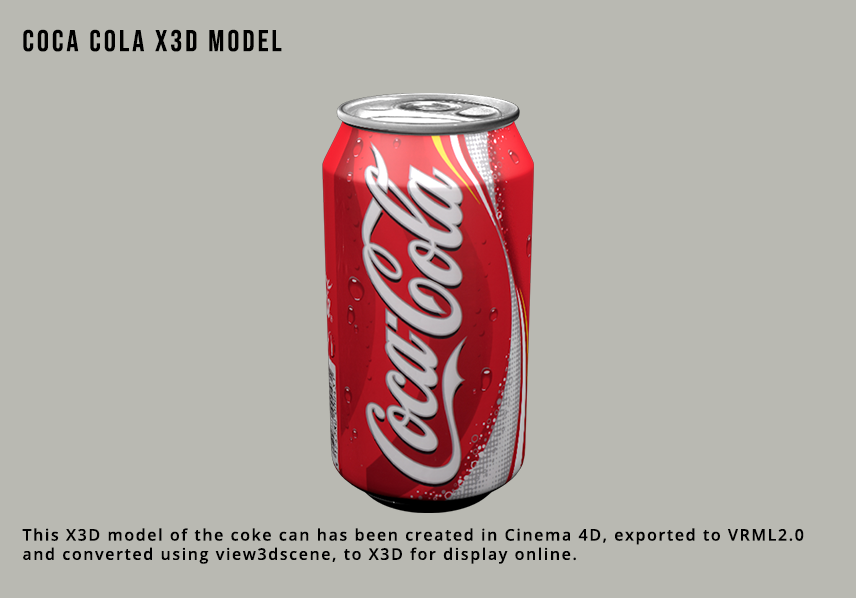 COCA COLA X3D MODEL
Coca-Cola
This X3D model of the coke can has been created in Cinema 4D, exported to VRML2.0
and converted using view3dscene, to X3D for display online.